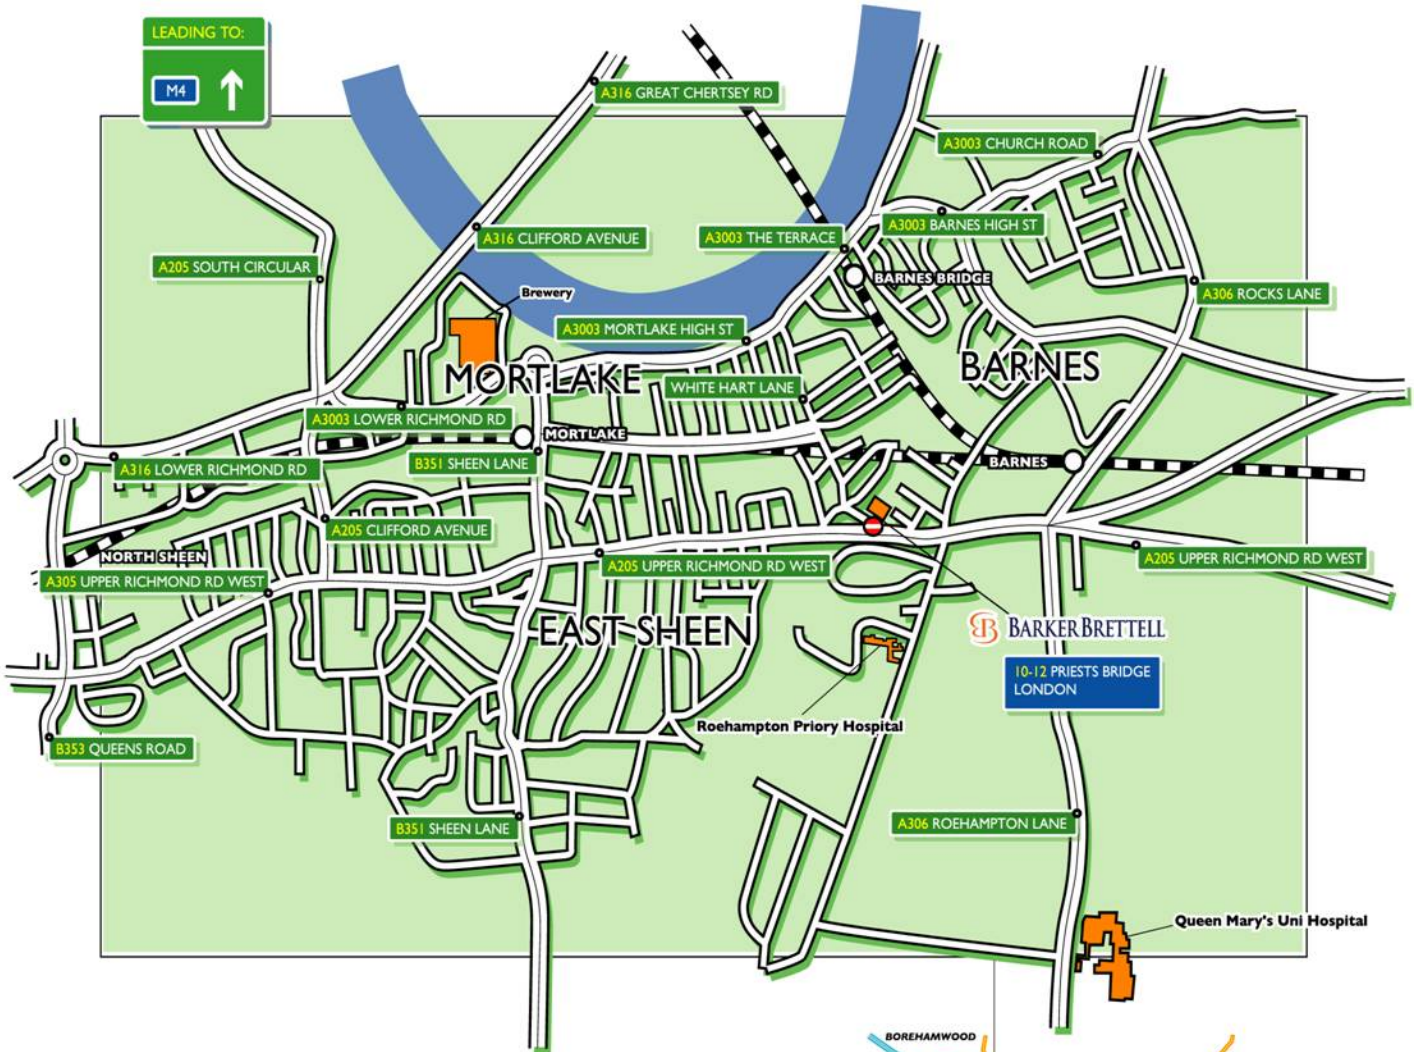 LEADING TO:
M4
A316 GREAT CHERTSEY RD
A3003 CHURCH ROAD
A316 CLIFFORD AVENUE
A3003 THE TERRACE
A3003 BARNES HIGH ST
A205 SOUTH CIRCULAR
BARNES BRIDGE
Brewery
A306 ROCKS LANE
A3003 MORTLAKE HIGH ST
MORTLAKE
WHITE HART LANE
BARNES
A3003 LOWER RICHMOND RD
MORTLAKE
A316 LOWER RICHMOND RD
B351 SHEEN LANE
BARNES
A205 CLIFFORD AVENUE
NORTH SHEEN
A305 UPPER RICHMOND RD WEST
A205 UPPER RICHMOND RD WEST
A205 UPPER RICHMOND RD WEST
EAST SHEEN
BARKER BRETTELL
10-12 PRIESTS BRIDGE
LONDON
Roehampton Priory Hospital
B353 QUEENS ROAD
B351 SHEEN LANE
A306 ROEHAMPTON LANE
Queen Mary's Uni Hospital
BOREHAMWOOD